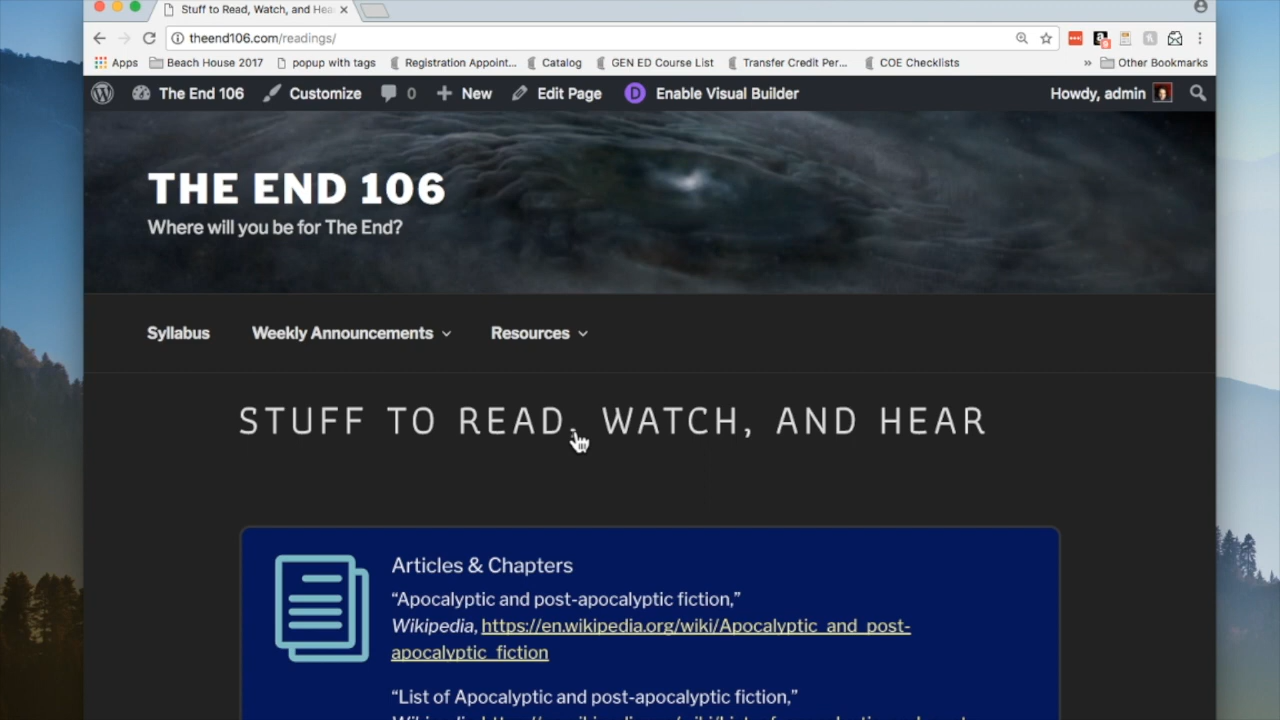 Stuff to Read, Watch, and Hea
theend106.com/readings/
Apps Beach House 2017 popup with tags Registration Appoint... Catalog GEN ED Course List Transfer Credit Per... COE Checklists » Other Bookmarks
The End 106 Customize 0 New Edit Page D Enable Visual Builder Howdy, admin
THE END 106
Where will you be for The End?
Syllabus Weekly Announcements Resources
STUFF TO READ, WATCH, AND HEAR
Articles & Chapters
“Apocalyptic and post-apocalyptic fiction,”
Wikipedia, https://en.wikipedia.org/wiki/Apocalyptic_and_post-
apocalyptic_fiction
“List of Apocalyptic and post-apocalyptic fiction,”